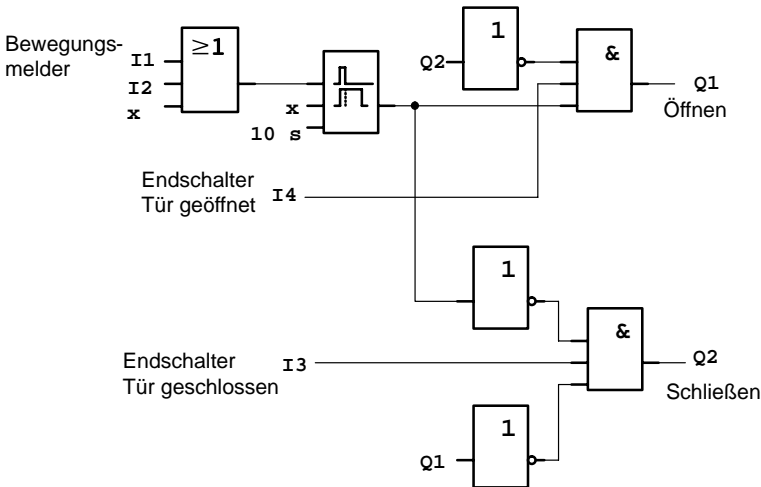 Bewegungs-
melder
I1
I2
x
≥1
x
10 s
Q2
1
&
Q1
Öffnen
Endschalter
Tür geöffnet
I4
1
Endschalter
Tür geschlossen
I3
&
Q2
Schließen
1
Q1